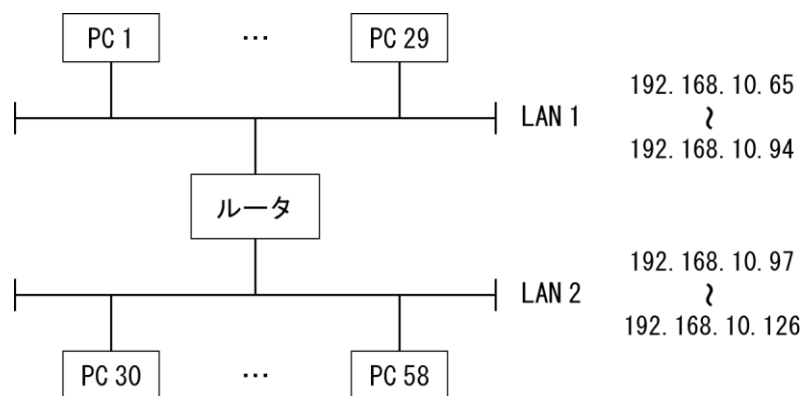 PC 1 … PC 29
LAN 1
192.168.10.65
～
192.168.10.94
ルータ
LAN 2
192.168.10.97
～
192.168.10.126
PC 30 … PC 58